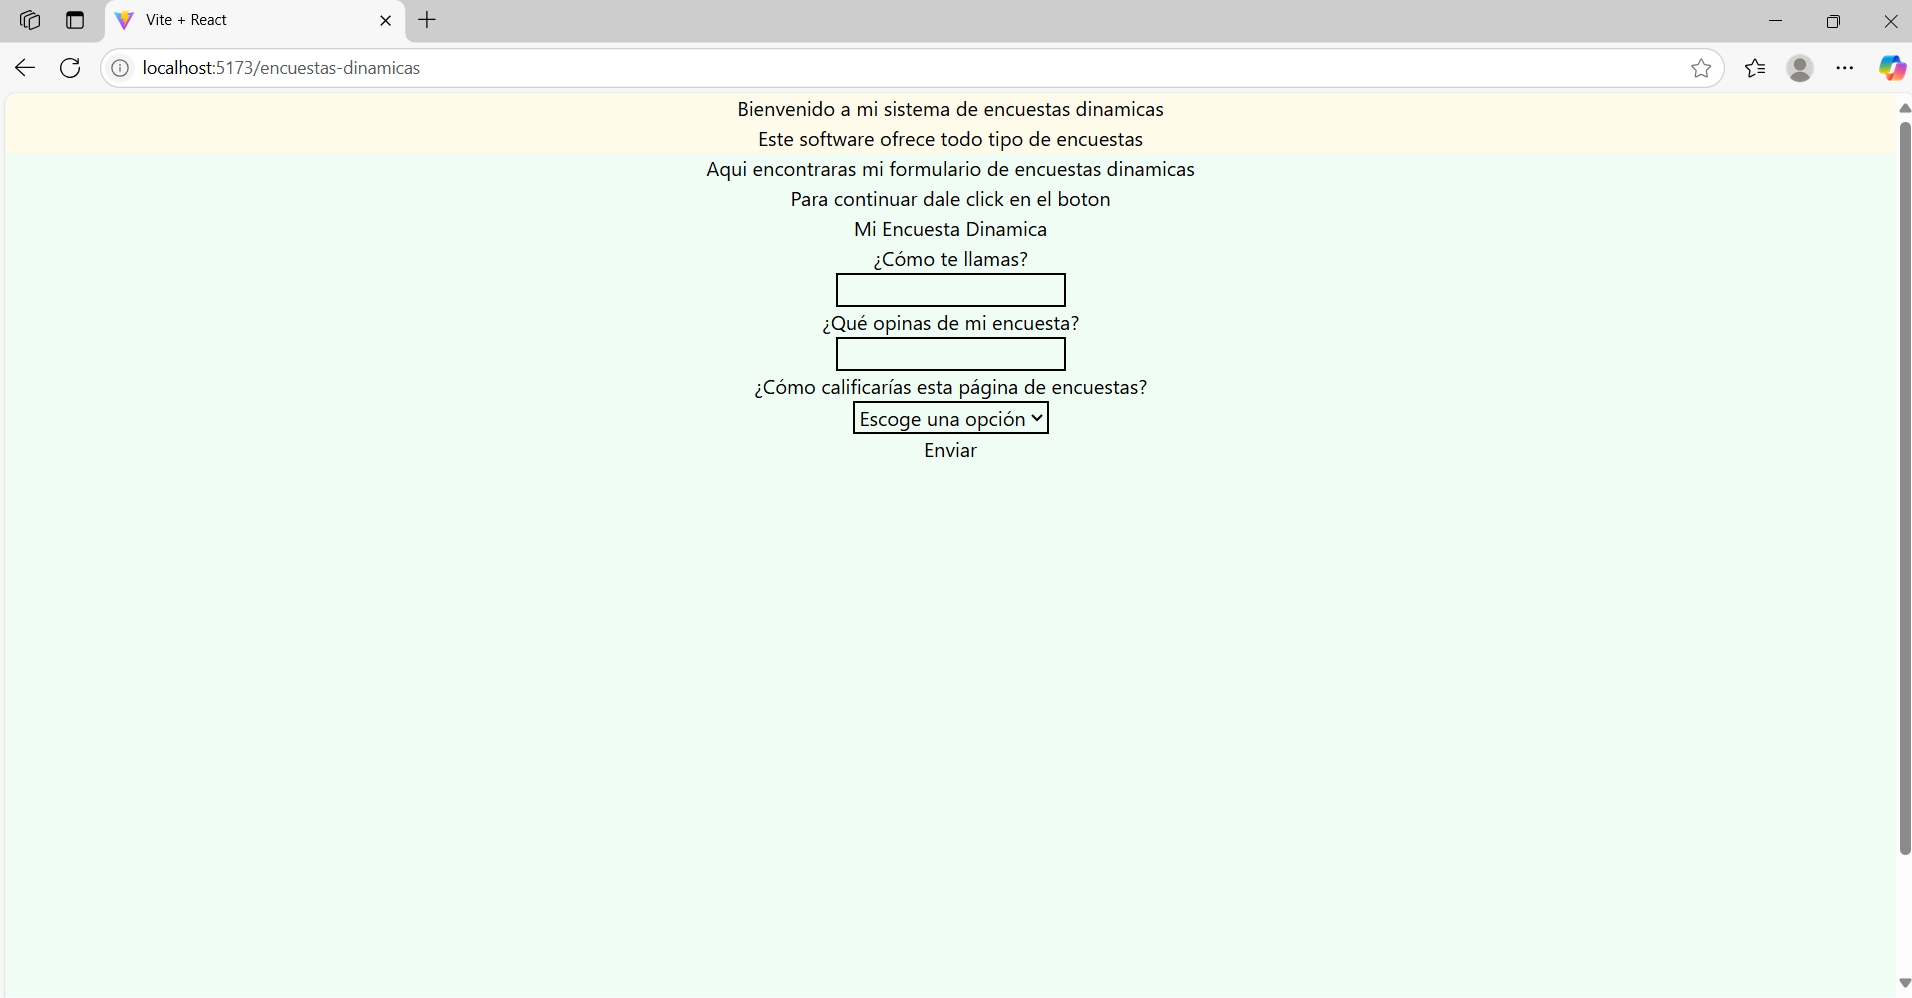 Vite + React
localhost:5173/encuestas-dinamicas
Bienvenido a mi sistema de encuestas dinamicas
Este software ofrece todo tipo de encuestas
Aqui encontraras mi formulario de encuestas dinamicas
Para continuar dale click en el boton
Mi Encuesta Dinamica
¿Cómo te llamas?
¿Qué opinas de mi encuesta?
¿Cómo calificarías esta página de encuestas?
Escoge una opción
Enviar